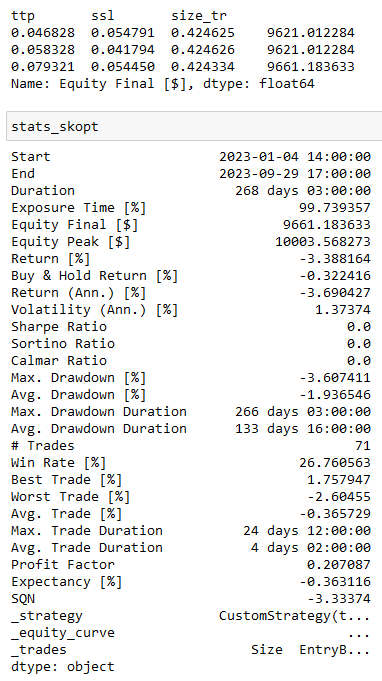 ttp ssl size_tr
0.046828 0.054791 0.424625 9621.012284
0.058328 0.041794 0.424626 9621.012284
0.079321 0.054450 0.424334 9661.183633
Name: Equity Final [$], dtype: float64
stats_skopt
Start 2023-01-04 14:00:00
End 2023-09-29 17:00:00
Duration 268 days 03:00:00
Exposure Time [%] 99.739357
Equity Final [$] 9661.183633
Equity Peak [$] 10003.568273
Return [%] -3.388164
Buy & Hold Return [%] -0.322416
Return (Ann.) [%] -3.690427
Volatility (Ann.) [%] 1.37374
Sharpe Ratio 0.0
Sortino Ratio 0.0
Calmar Ratio 0.0
Max. Drawdown [%] -3.607411
Avg. Drawdown [%] -1.936546
Max. Drawdown Duration 266 days 03:00:00
Avg. Drawdown Duration 133 days 16:00:00
# Trades 71
Win Rate [%] 26.760563
Best Trade [%] 1.757947
Worst Trade [%] -2.60455
Avg. Trade [%] -0.365729
Max. Trade Duration 24 days 12:00:00
Avg. Trade Duration 4 days 02:00:00
Profit Factor 0.207087
Expectancy [%] -0.363116
SQN -3.33374
_strategy CustomStrategy(t...
_equity_curve ...
_trades Size EntryB...
dtype: object